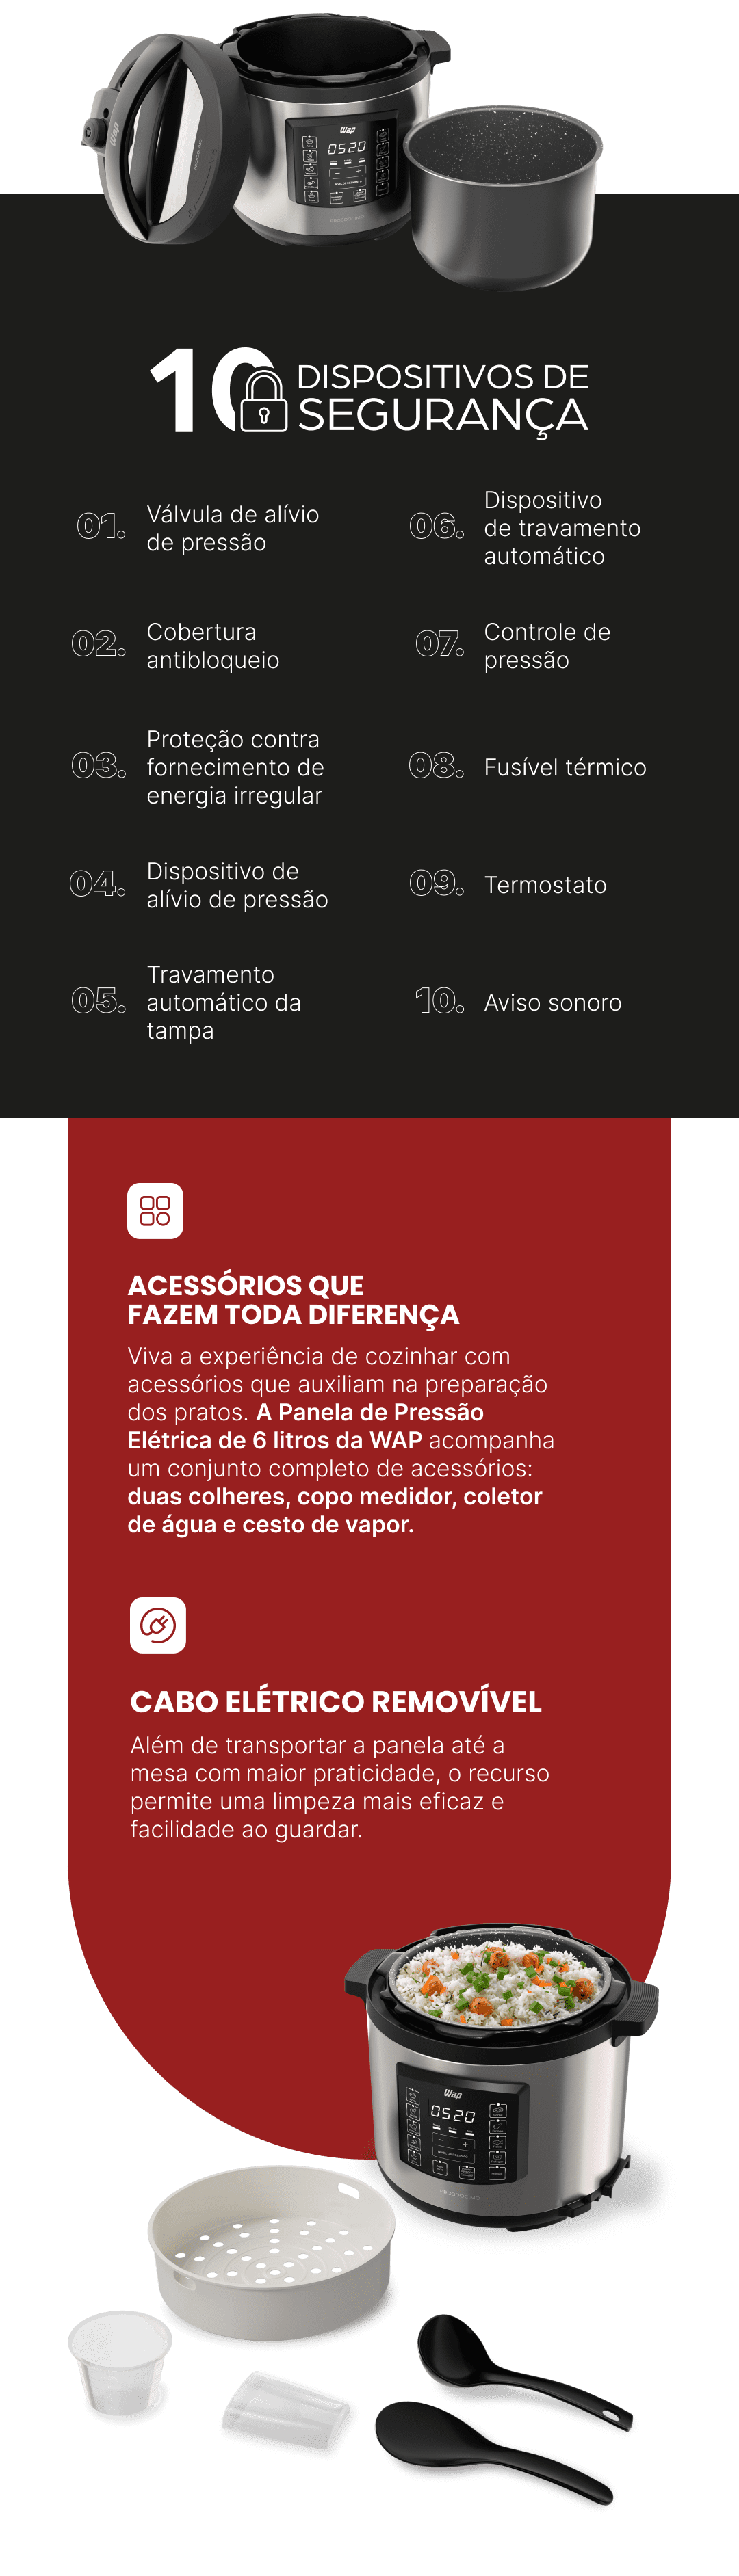 Wap
Wap
0520
10 DISPOSITIVOS DE
SEGURANÇA
01. Válvula de alívio
de pressão
02. Cobertura
antibloqueio
03. Proteção contra
fornecimento de
energia irregular
04. Dispositivo de
alívio de pressão
05. Travamento
automático da
tampa
06. Dispositivo
de travamento
automático
07. Controle de
pressão
08. Fusível térmico
09. Termostato
10. Aviso sonoro
ACESSÓRIOS QUE
FAZEM TODA DIFERENÇA
Viva a experiência de cozinhar com
acessórios que auxiliam na preparação
dos pratos. A Panela de Pressão
Elétrica de 6 litros da WAP acompanha
um conjunto completo de acessórios:
duas colheres, copo medidor, coletor
de água e cesto de vapor.
CABO ELÉTRICO REMOVÍVEL
Além de transportar a panela até a
mesa com maior praticidade, o recurso
permite uma limpeza mais eficaz e
facilidade ao guardar.
Wap
0520